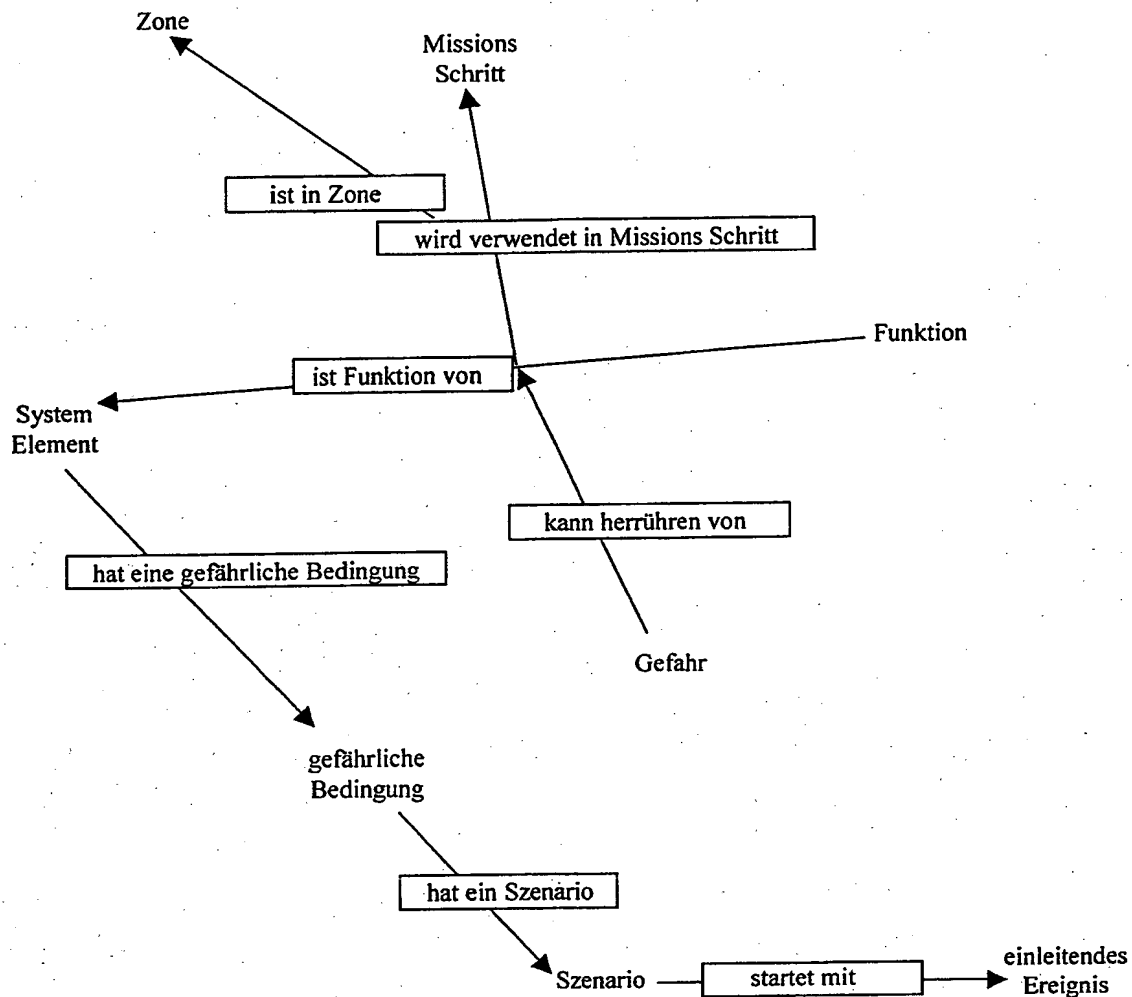 Zone
Missions
Schritt
ist in Zone
wird verwendet in Missions Schritt
Funktion
ist Funktion von
System
Element
kann herrühren von
hat eine gefährliche Bedingung
Gefahr
gefährliche
Bedingung
hat ein Szenario
Szenario
startet mit
einleitendes
Ereignis